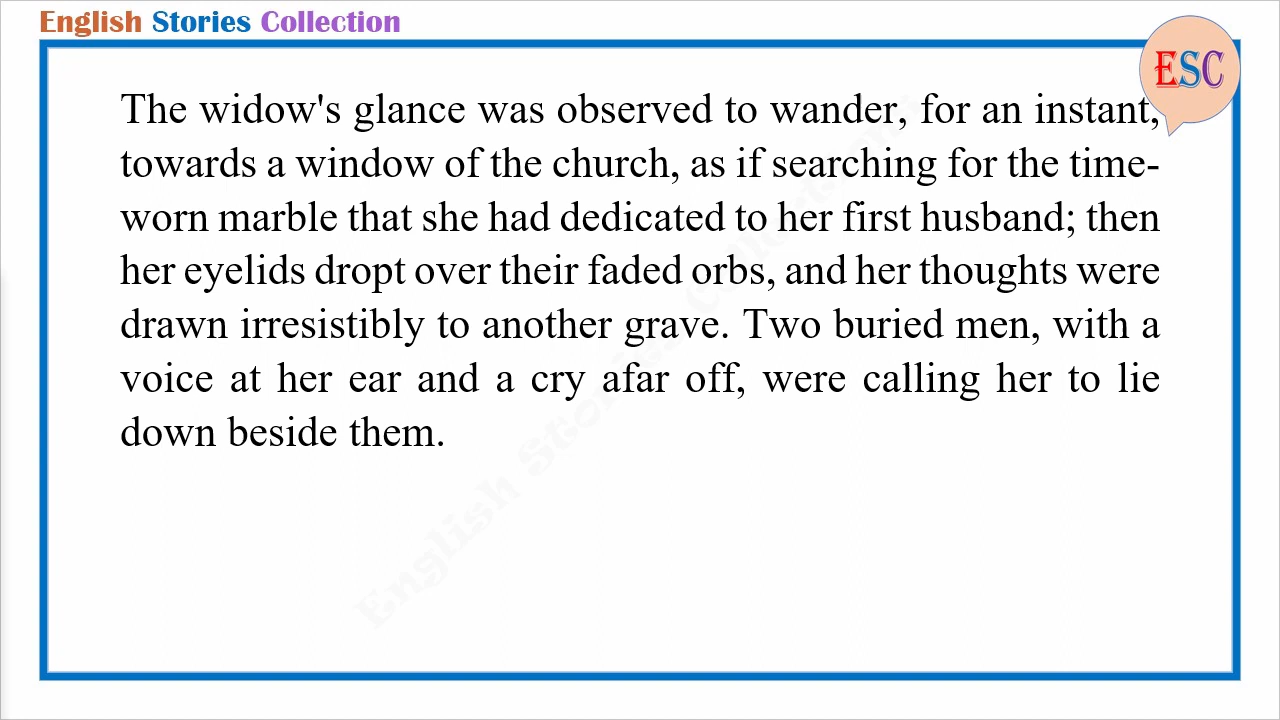 English Stories Collection
ESC
The widow's glance was observed to wander, for an instant,
towards a window of the church, as if searching for the time-
worn marble that she had dedicated to her first husband; then
her eyelids dropt over their faded orbs, and her thoughts were
drawn irresistibly to another grave. Two buried men, with a
voice at her ear and a cry afar off, were calling her to lie
down beside them.
English Stories Collection